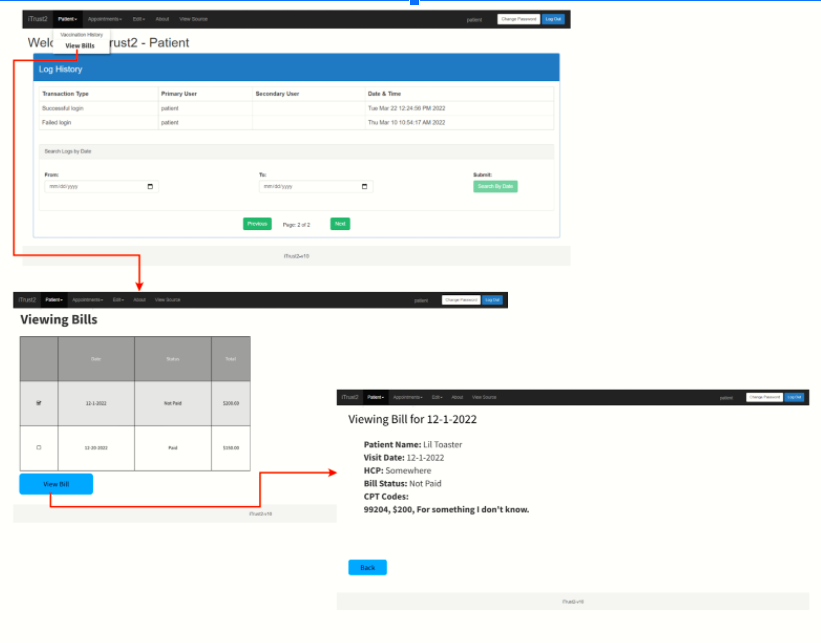 iTrust2 Patient Appointments Edit About View Source patient Change Password Log Out
Vaccination History
View Bills
Welc rust2 - Patient
Log History
Transaction Type Primary User Secondary User Date & Time
Successful login patient Tue Mar 22 12:24:06 PM 2022
Failed login patient Thu Mar 10 10:54:17 AM 2022
Search Logs by Date
From: To: Submit:
mm/dd/yyyy mm/dd/yyyy Search By Date
Previous Page: 2 of 2 Next
iTrust2-v10
iTrust2 Patient Appointments Edit About View Source patient Change Password Log Out
Viewing Bills
Date Status Total
12-1-2022 Not Paid $200.00
Paid
View Bill
iTrust2-v10
iTrust2 Patient Appointments Edit About View Source patient Change Password Log Out
Viewing Bill for 12-1-2022
Patient Name: Lil Toaster
Visit Date: 12-1-2022
HCP: Somewhere
Bill Status: Not Paid
CPT Codes:
99204, $200, For something I don't know.
Back
iTrust2-v10